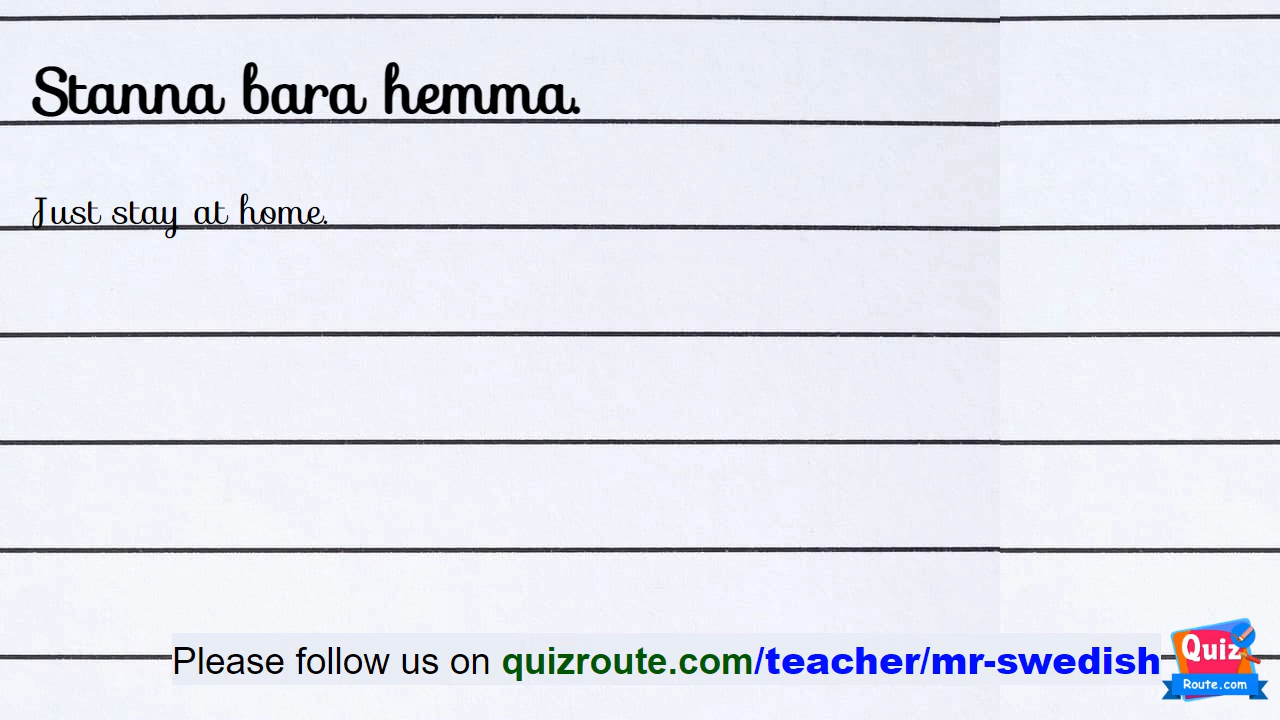 Stanna bara hemma.
Just stay at home.
Please follow us on quizroute.com/teacher/mr-swedish
Quiz
Route.com